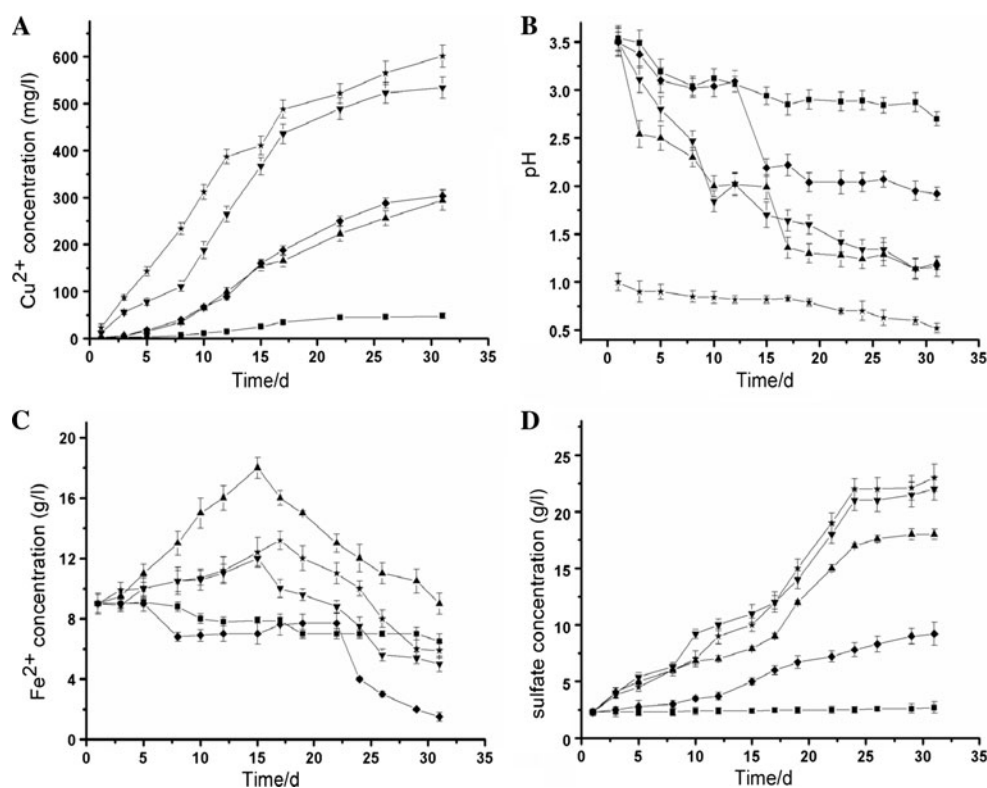 A
Cu2+ concentration (mg/l)
600
500
400
300
200
100
0
0 5 10 15 20 25 30 35
Time/d
B
pH
3.5
3.0
2.5
2.0
1.5
1.0
0.5
0 5 10 15 20 25 30 35
Time/d
C
Fe2+ concentration (g/l)
20
16
12
8
4
0
0 5 10 15 20 25 30 35
Time/d
D
sulfate concentration (g/l)
25
20
15
10
5
0
0 5 10 15 20 25 30 35
Time/d